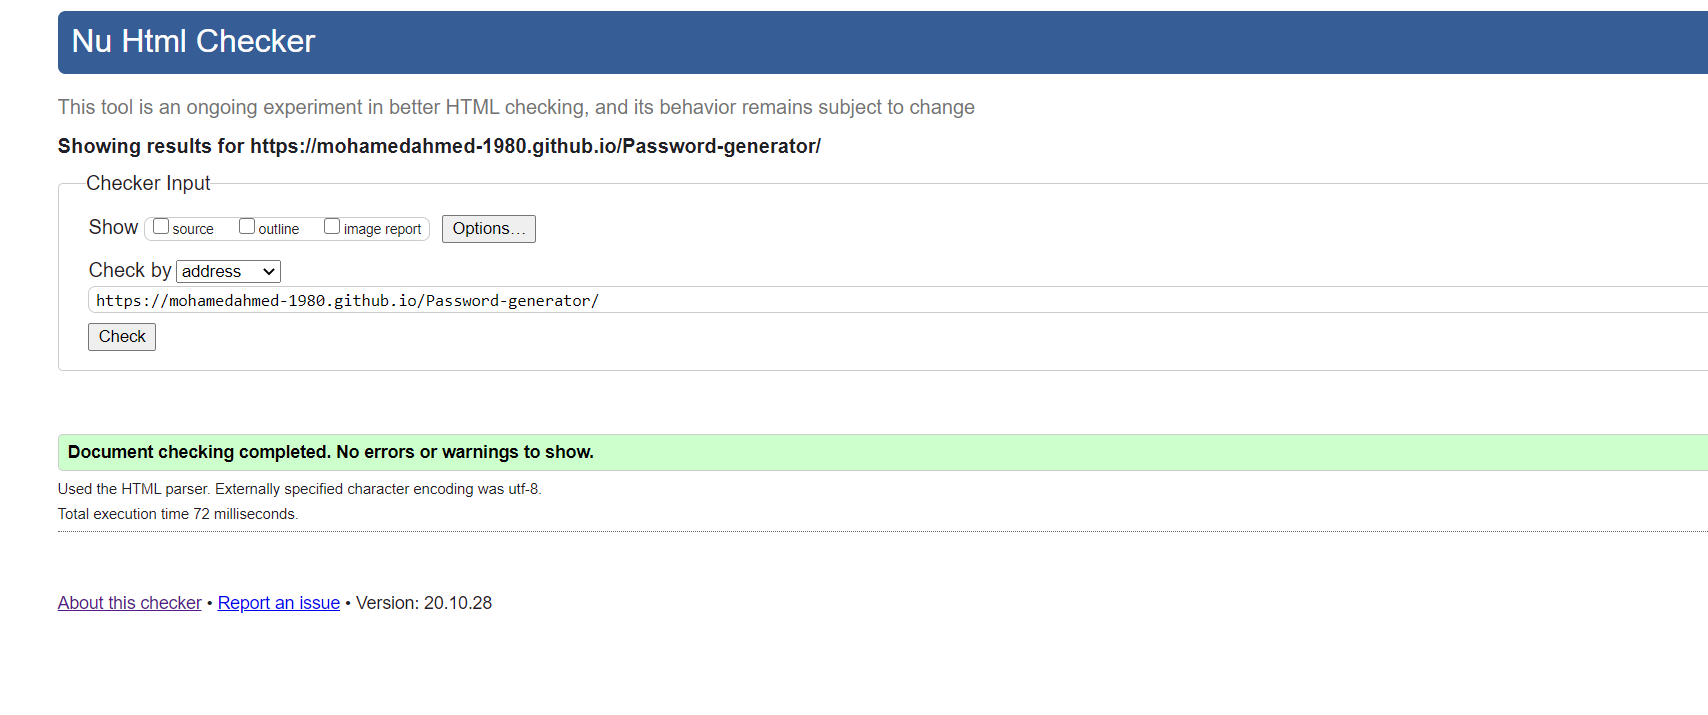 Nu Html Checker
This tool is an ongoing experiment in better HTML checking, and its behavior remains subject to change
Showing results for https://mohamedahmed-1980.github.io/Password-generator/
Checker Input
Show source outline image report Options…
Check by address
https://mohamedahmed-1980.github.io/Password-generator/
Check
Document checking completed. No errors or warnings to show.
Used the HTML parser. Externally specified character encoding was utf-8.
Total execution time 72 milliseconds.
About this checker • Report an issue • Version: 20.10.28